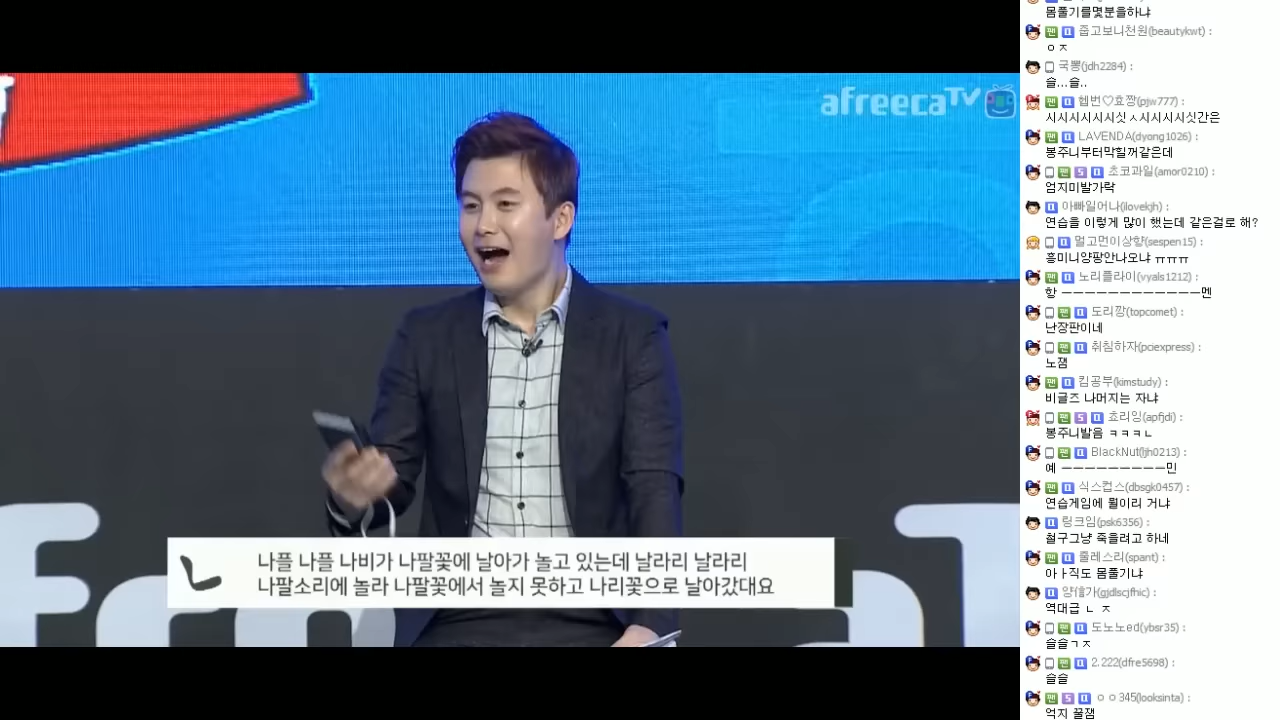 afreecaTV
ㄴ
나플 나플 나비가 나팔꽃에 날아가 놀고 있는데 날라리 날라리
나팔소리에 놀라 나팔꽃에서 놀지 못하고 나리꽃으로 날아갔대요
몸풀기를몇분을하냐
줍고보니천원(beautykwt) :
ㅇㅈ
국뽕(jdh2284) :
슬...슬..
헵번♡효짱(pjw777) :
시시시시시시싯ㅅ시시시시싯간은
LAVENDA(dyong1026) :
봉주니부터막힐꺼같은데
초코과일(amor0210) :
엄지미발가락
아빠일어나(ilovekjh) :
연습을 이렇게 많이 했는데 같은걸로 해?
멀고먼이상향(sespen15) :
흥미니양팡안나오냐 ㅠㅠㅠ
노리플라이(vyals1212) :
항 ㅡㅡㅡㅡㅡㅡㅡㅡㅡㅡㅡㅡ멘
도리깡(topcomet) :
난장판이네
취침하자(pciexpress) :
노잼
킴공부(kimstudy) :
비글즈 나머지는 자냐
쵸리잉(apfjdi) :
봉주니발음 ㅋㅋㅋㄴ
BlackNut(ljh0213) :
예 ㅡㅡㅡㅡㅡㅡㅡㅡㅡ민
식스컵스(dbsgk0457) :
연습게임에 뭘이리 거냐
링크임(psk6356) :
철구그냥 죽을려고 하네
줄레스리(spant) :
아ㅏ직도 몸풀기냐
(gjdlscjfhic) :
역대급 ㄴ ㅈ
도노노ed(ybsr35) :
슬슬ㄱㅈ
2.222(dfre5698) :
슬슬
ㅇㅇ345(looksinta) :
억지 꿀잼